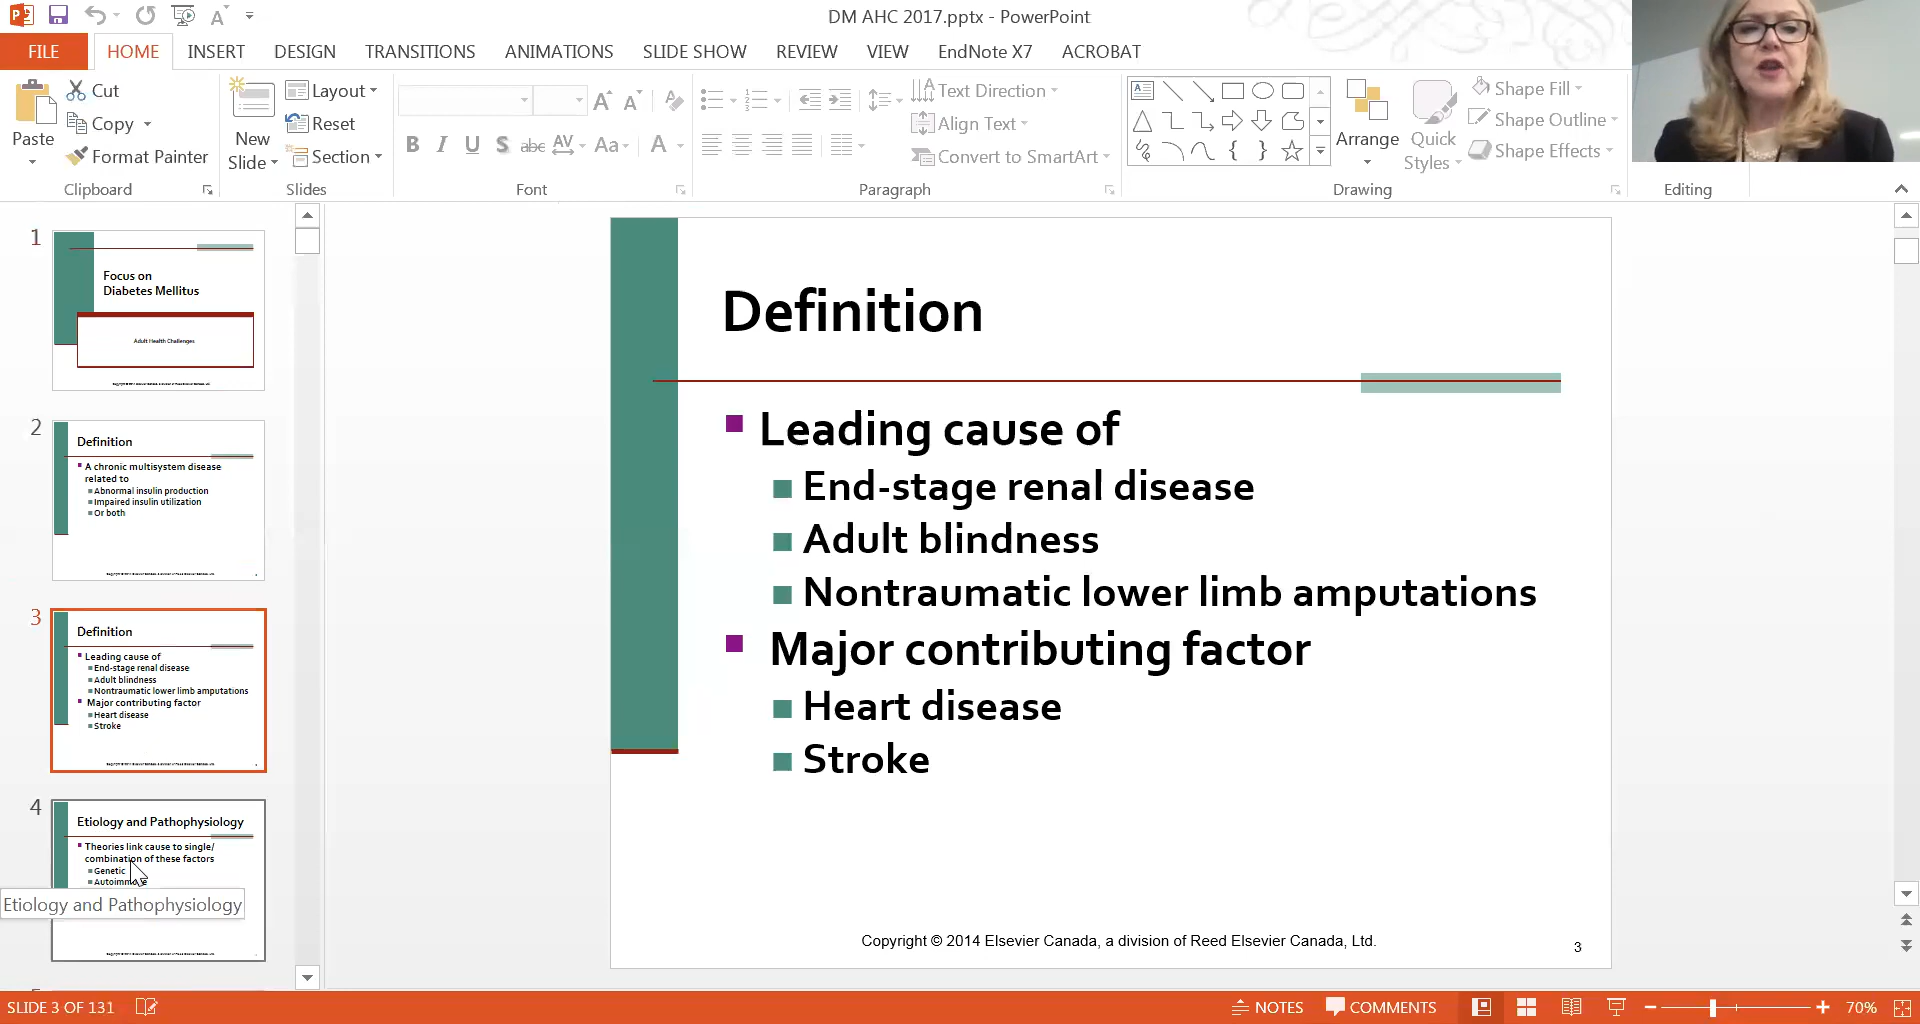 DM AHC 2017.pptx - PowerPoint
FILE
HOME
INSERT
DESIGN
TRANSITIONS
ANIMATIONS
SLIDE SHOW
REVIEW
VIEW
EndNote X7
ACROBAT
Paste
Cut
Copy
Format Painter
Clipboard
New
Slide
Layout
Reset
Section
Slides
B I U S abc AV Aa A
Font
Text Direction
Align Text
Convert to SmartArt
Paragraph
Arrange
Quick
Styles
Shape Fill
Shape Outline
Shape Effects
Drawing
Editing
1
Focus on
Diabetes Mellitus
Adult Health Challenges
2
Definition
A chronic multisystem disease
related to
Abnormal insulin production
Impaired insulin utilization
Or both
3
Definition
Leading cause of
End-stage renal disease
Adult blindness
Nontraumatic lower limb amputations
Major contributing factor
Heart disease
Stroke
4
Etiology and Pathophysiology
Theories link cause to single/
combination of these factors
Genetic
Etiology and Pathophysiology
Definition
Leading cause of
End-stage renal disease
Adult blindness
Nontraumatic lower limb amputations
Major contributing factor
Heart disease
Stroke
Copyright © 2014 Elsevier Canada, a division of Reed Elsevier Canada, Ltd.
3
SLIDE 3 OF 131
NOTES
COMMENTS
70%